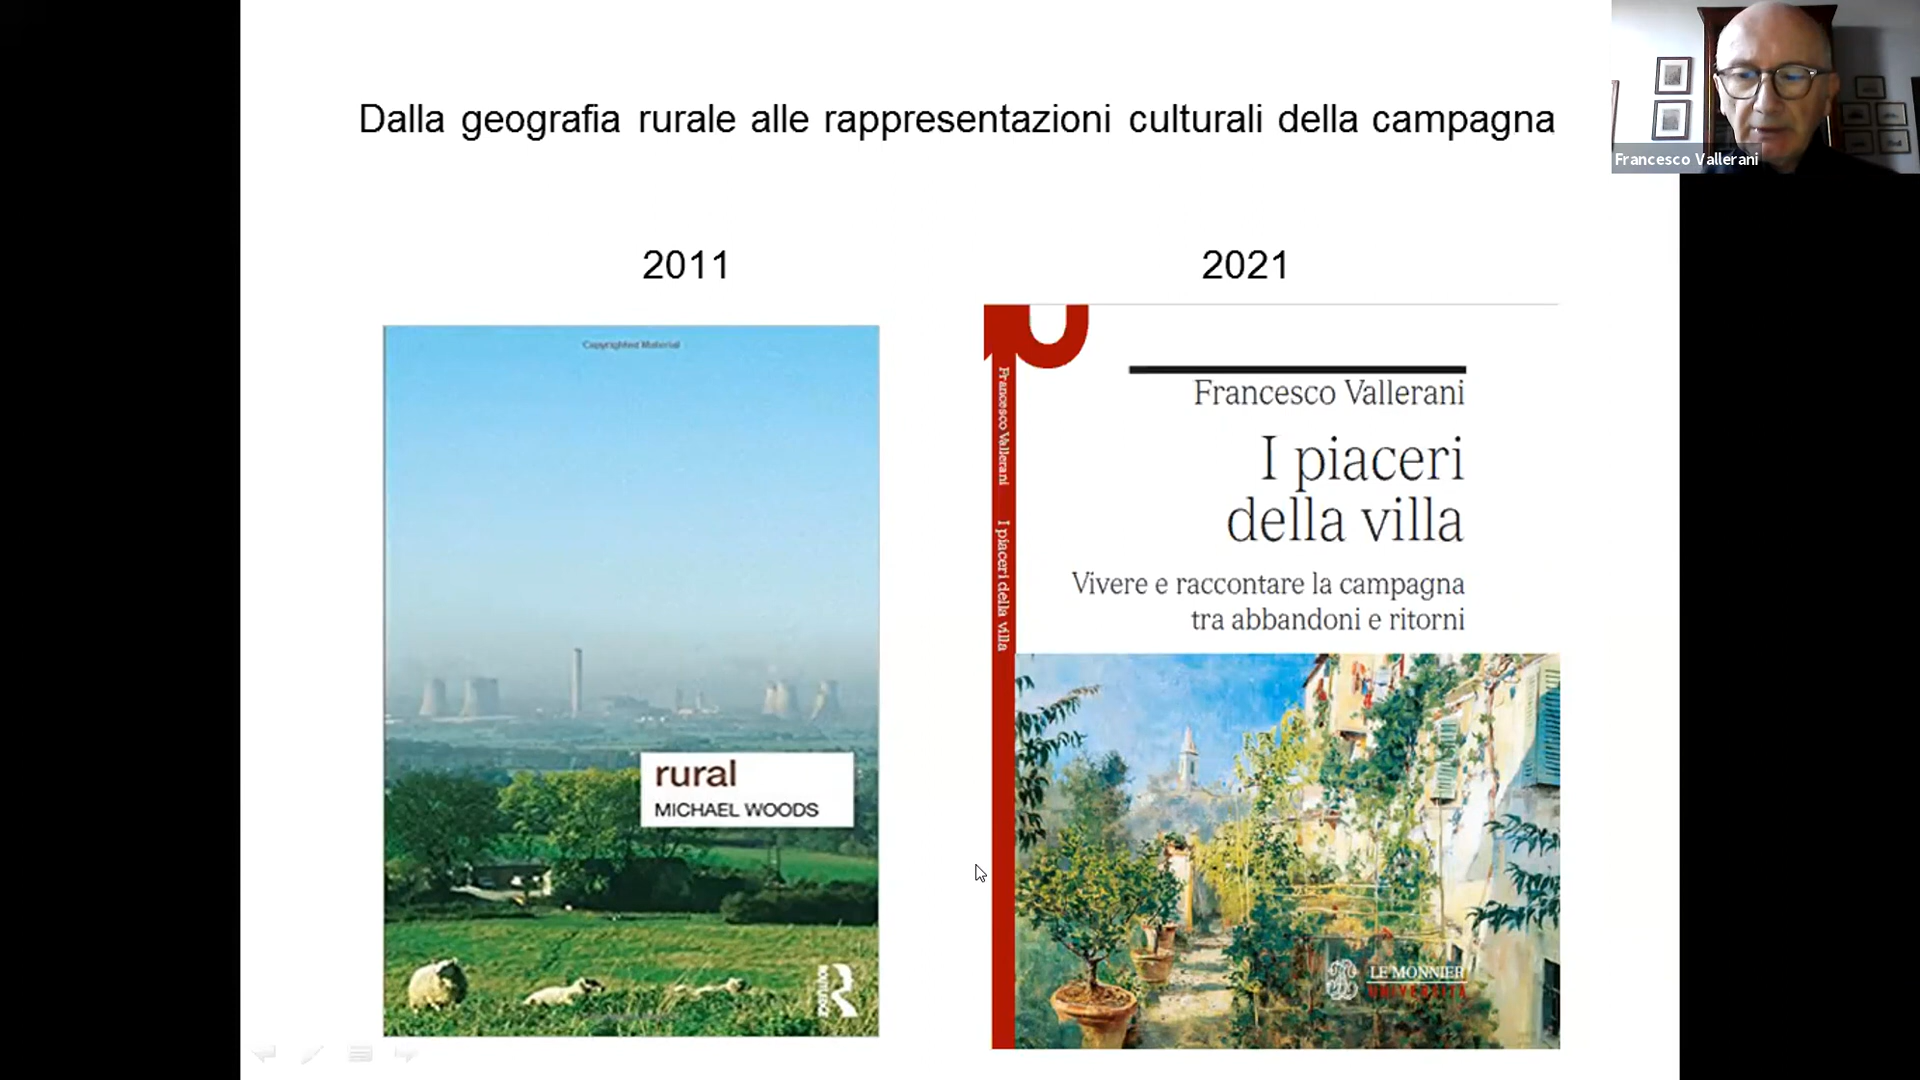 Dalla geografia rurale alle rappresentazioni culturali della campagna
Francesco Vallerani
2011
2021
Copyrighted Material
rural
MICHAEL WOODS
ROUTLEDGE
Francesco Vallerani
I piaceri
della villa
Vivere e raccontare la campagna
tra abbandoni e ritorni
Francesco Vallerani I piaceri della villa
LE MONNIER
UNIVERSITÀ